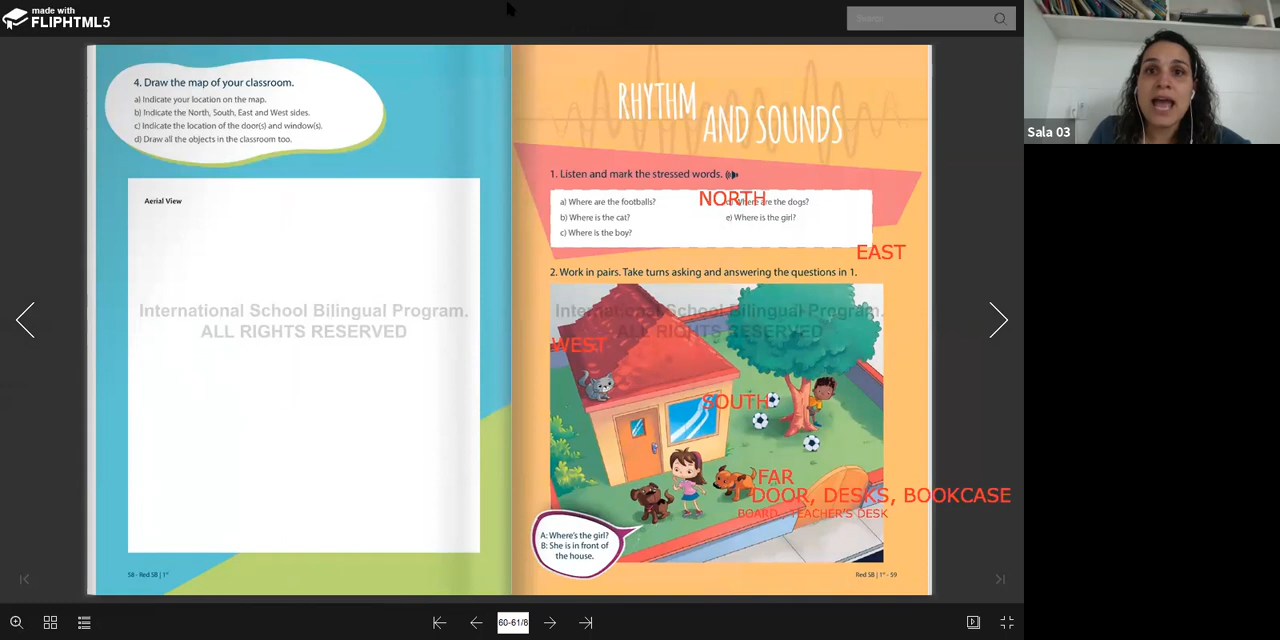 made with
FLIPHTML5
Search
Sala 03
4. Draw the map of your classroom.
a) Indicate your location on the map.
b) Indicate the North, South, East and West sides.
c) Indicate the location of the door(s) and window(s).
d) Draw all the objects in the classroom too.
Aerial View
International School Bilingual Program.
ALL RIGHTS RESERVED
58 - Red SB | 1º
RHYTHM
AND SOUNDS
1. Listen and mark the stressed words.
a) Where are the footballs?
b) Where is the cat?
c) Where is the boy?
d) Where are the dogs?
e) Where is the girl?
NORTH
EAST
2. Work in pairs. Take turns asking and answering the questions in 1.
International School Bilingual Program.
ALL RIGHTS RESERVED
WEST
SOUTH
FAR
DOOR, DESKS, BOOKCASE
BOARD - TEACHER'S DESK
A: Where's the girl?
B: She is in front of
the house.
Red SB | 1º - 59
60-61/8